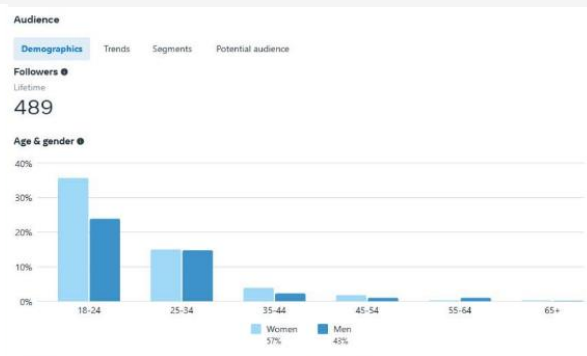 Audience
Demographics Trends Segments Potential audience
Followers
Lifetime
489
Age & gender
40%
30%
20%
10%
0%
18-24 25-34 35-44 45-54 55-64 65+
Women Men
57% 43%